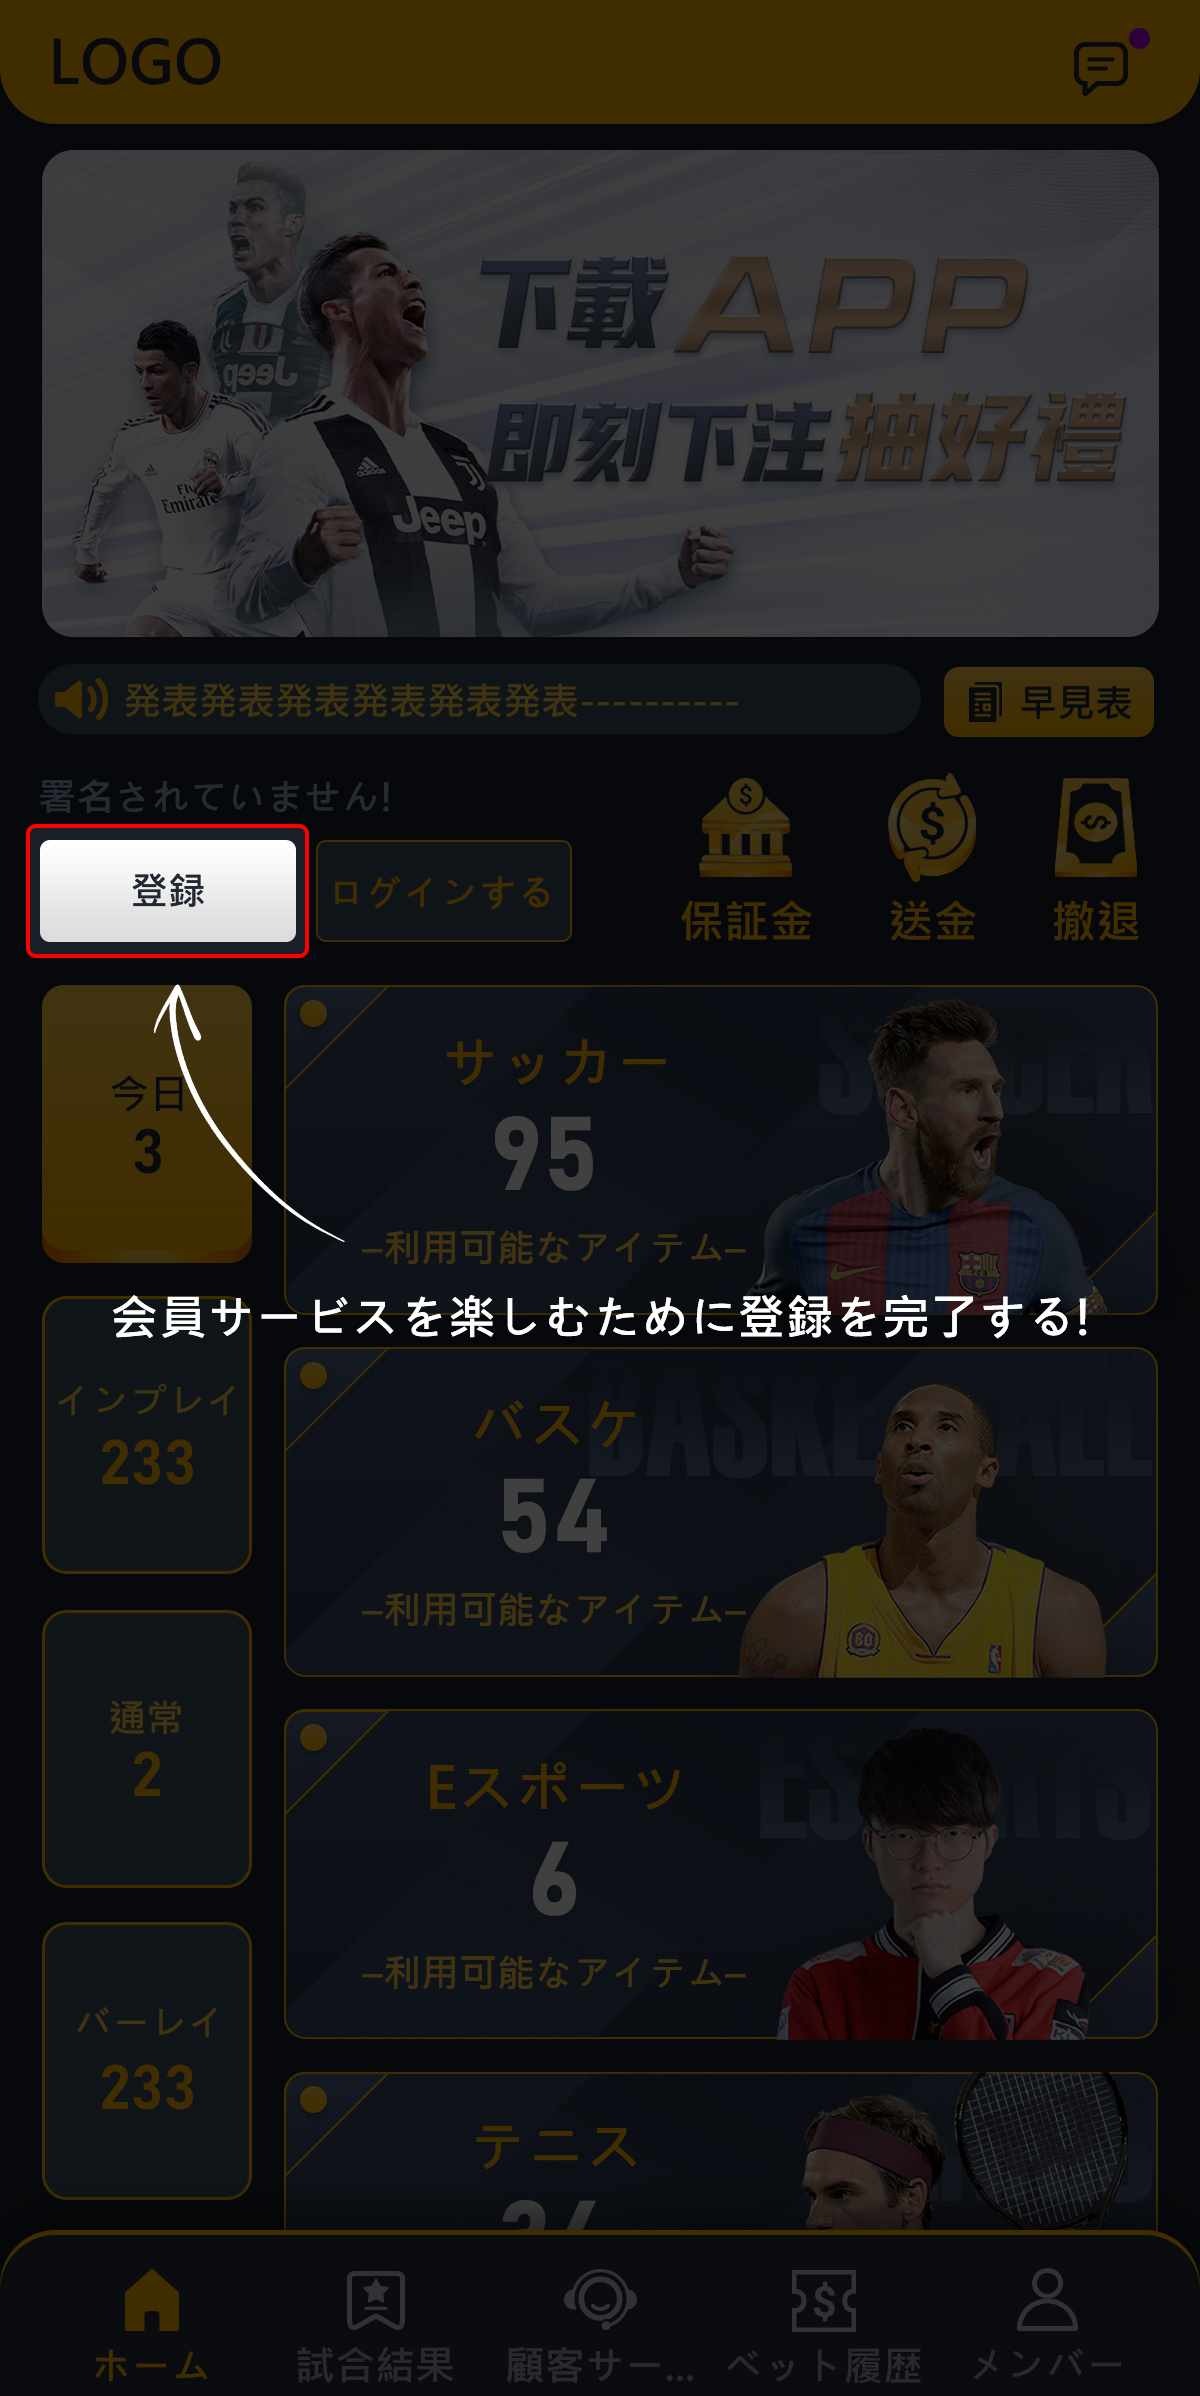 LOGO
下載APP
即刻下注抽好禮
Jeep
Fly
Emirates
adidas
Jeep
発表発表発表発表発表発表----------
早見表
署名されていません!
登録
ログインする
保証金
送金
撤退
今日
3
サッカー
95
–利用可能なアイテム–
会員サービスを楽しむために登録を完了する!
インプレイ
233
バスケ
54
–利用可能なアイテム–
60
通常
2
Eスポーツ
6
–利用可能なアイテム–
バーレイ
233
テニス
ホーム
試合結果
顧客サー...
ベット履歴
メンバー